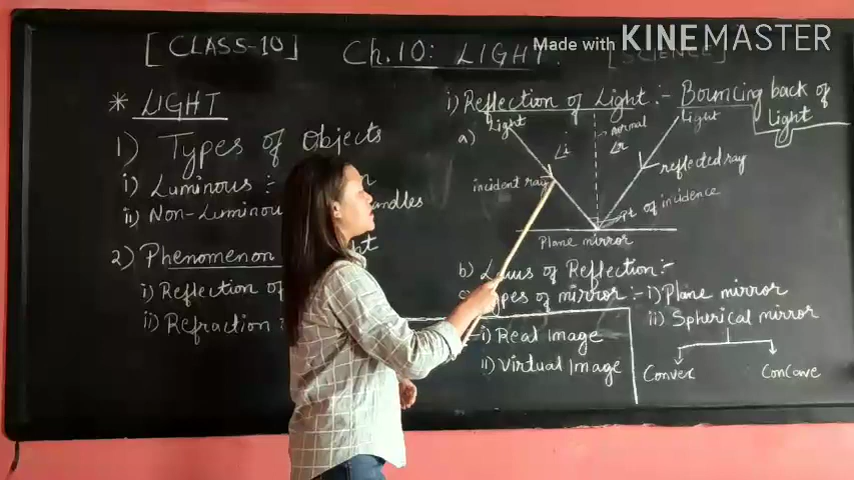 [CLASS-10]
Ch.10: LIGHT.
[SCIENCE]
Made with KINEMASTER
* LIGHT
1) Types of Objects
i) Luminous :-
ii) Non-Luminou
2) Phenomenon
i) Reflection of
ii) Refraction :
i) Reflection of Light :- Bouncing back of
Light
a)
Light
normal
Light
∠i
∠r
reflected ray
incident ray
pt of incidence
Plane mirror
b) Laws of Reflection :-
c) Types of mirror :- i) Plane mirror
ii) Spherical mirror
Convex
Concave
i) Real Image
ii) Virtual Image